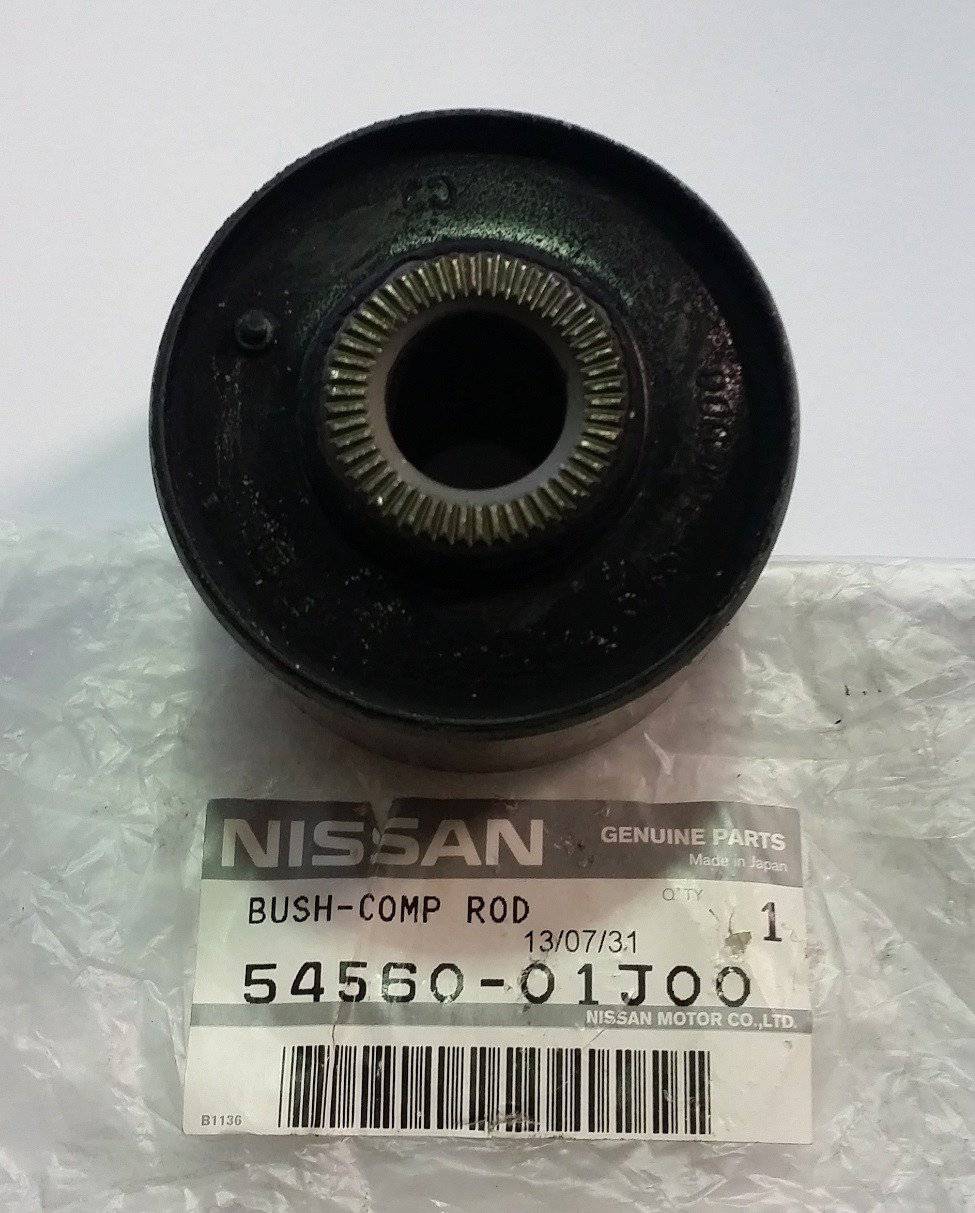 NISSAN GENUINE PARTS
Made in Japan
BUSH-COMP ROD Q'TY 1
13/07/31
54560-01J00
NISSAN MOTOR CO.,LTD.
B1136